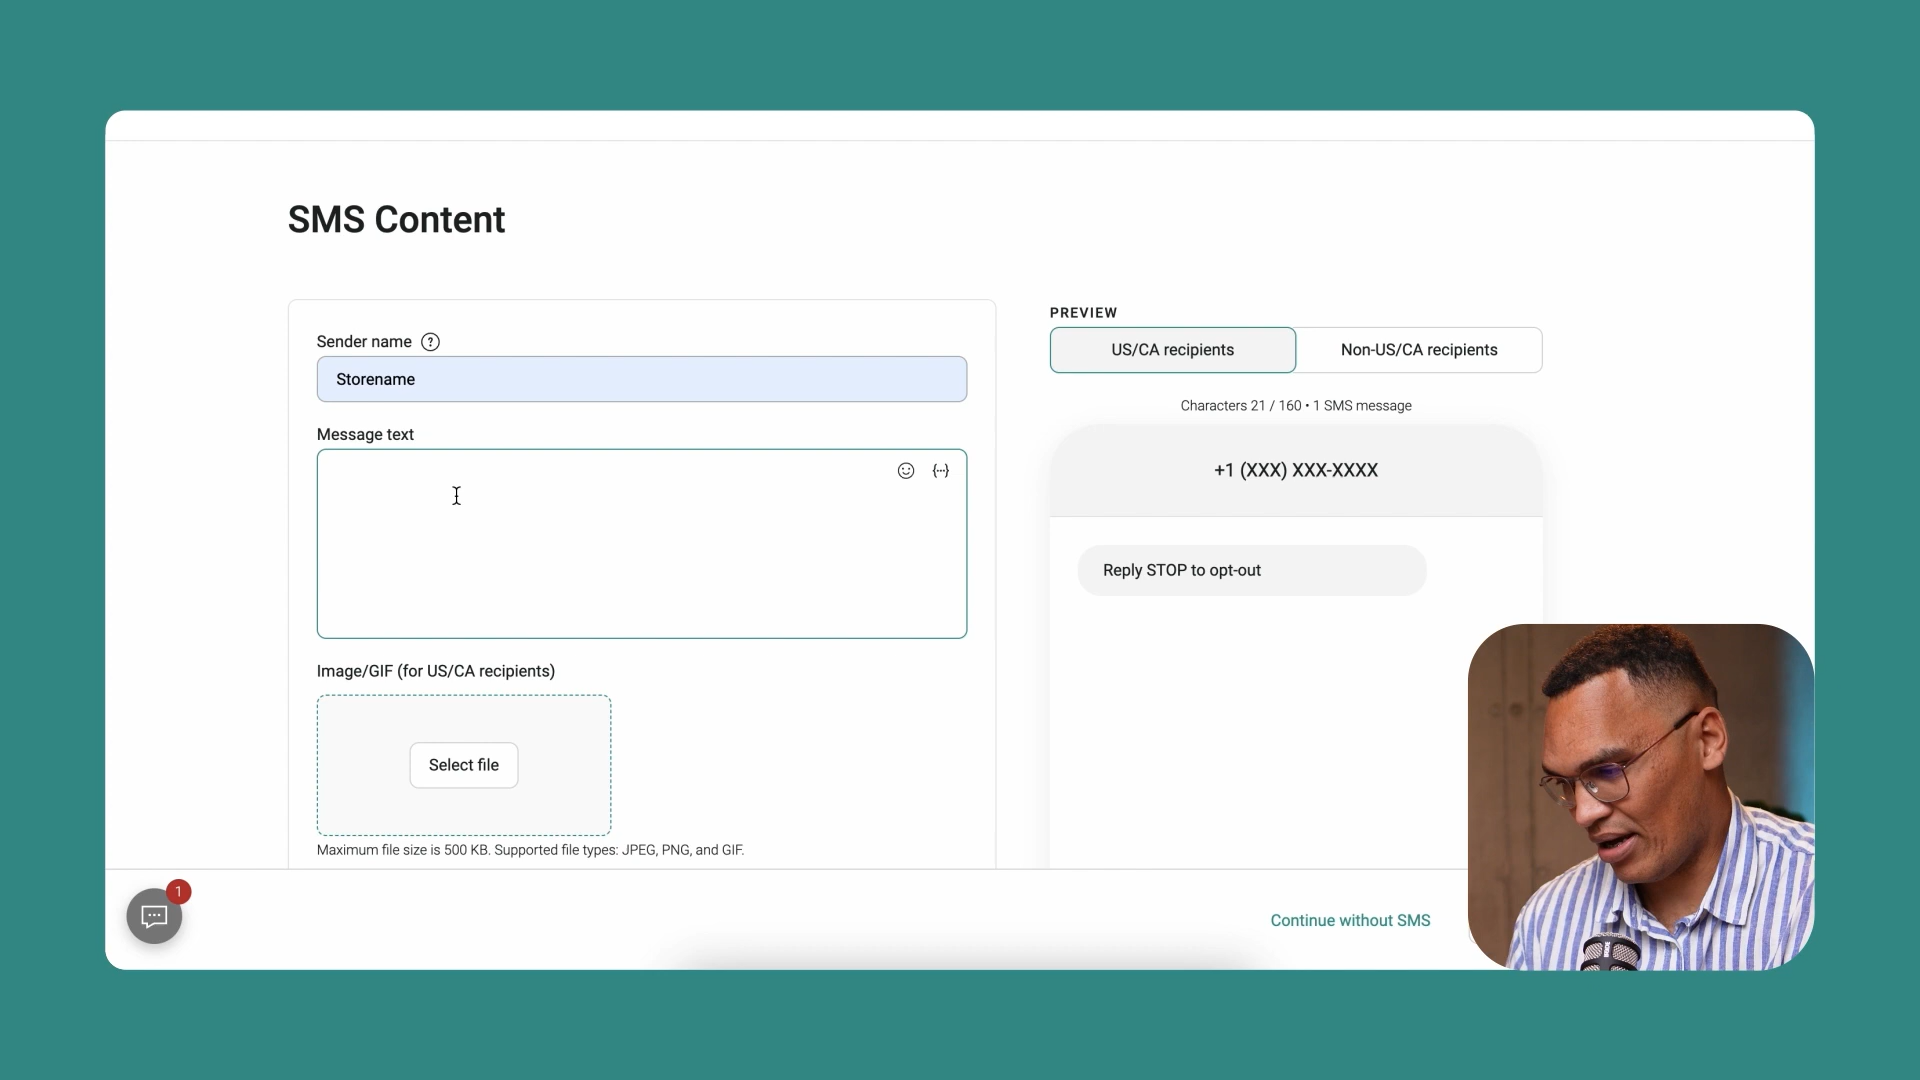 SMS Content
Sender name ?
Storename
Message text
Image/GIF (for US/CA recipients)
Select file
Maximum file size is 500 KB. Supported file types: JPEG, PNG, and GIF.
PREVIEW
US/CA recipients
Non-US/CA recipients
Characters 21 / 160 • 1 SMS message
+1 (XXX) XXX-XXXX
Reply STOP to opt-out
1
Continue without SMS